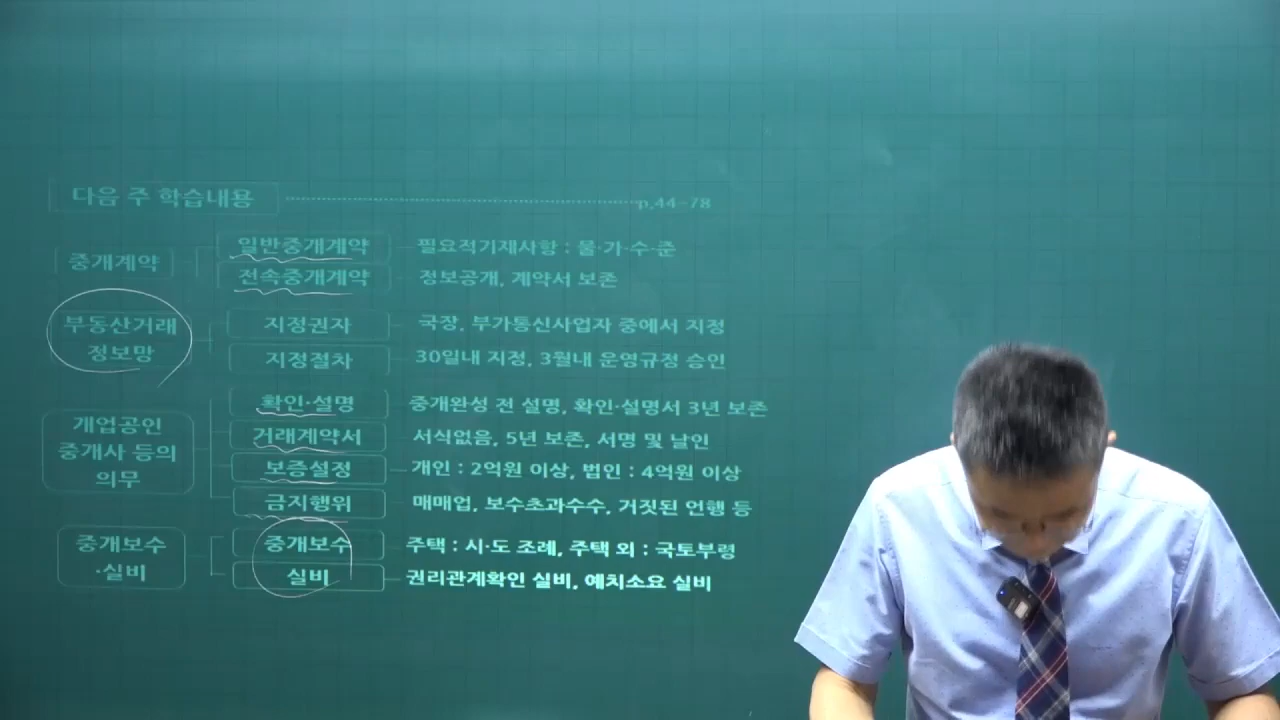 다음 주 학습내용 p.44-78
중개계약
일반중개계약 필요적기재사항 : 물·가·수·준
전속중개계약 정보공개, 계약서 보존
부동산거래
정보망
지정권자 국장, 부가통신사업자 중에서 지정
지정절차 30일내 지정, 3월내 운영규정 승인
개업공인
중개사 등의
의무
확인·설명 중개완성 전 설명, 확인·설명서 3년 보존
거래계약서 서식없음, 5년 보존, 서명 및 날인
보증설정 개인 : 2억원 이상, 법인 : 4억원 이상
금지행위 매매업, 보수초과수수, 거짓된 언행 등
중개보수
·실비
중개보수 주택 : 시·도 조례, 주택 외 : 국토부령
실비 권리관계확인 실비, 예치소요 실비